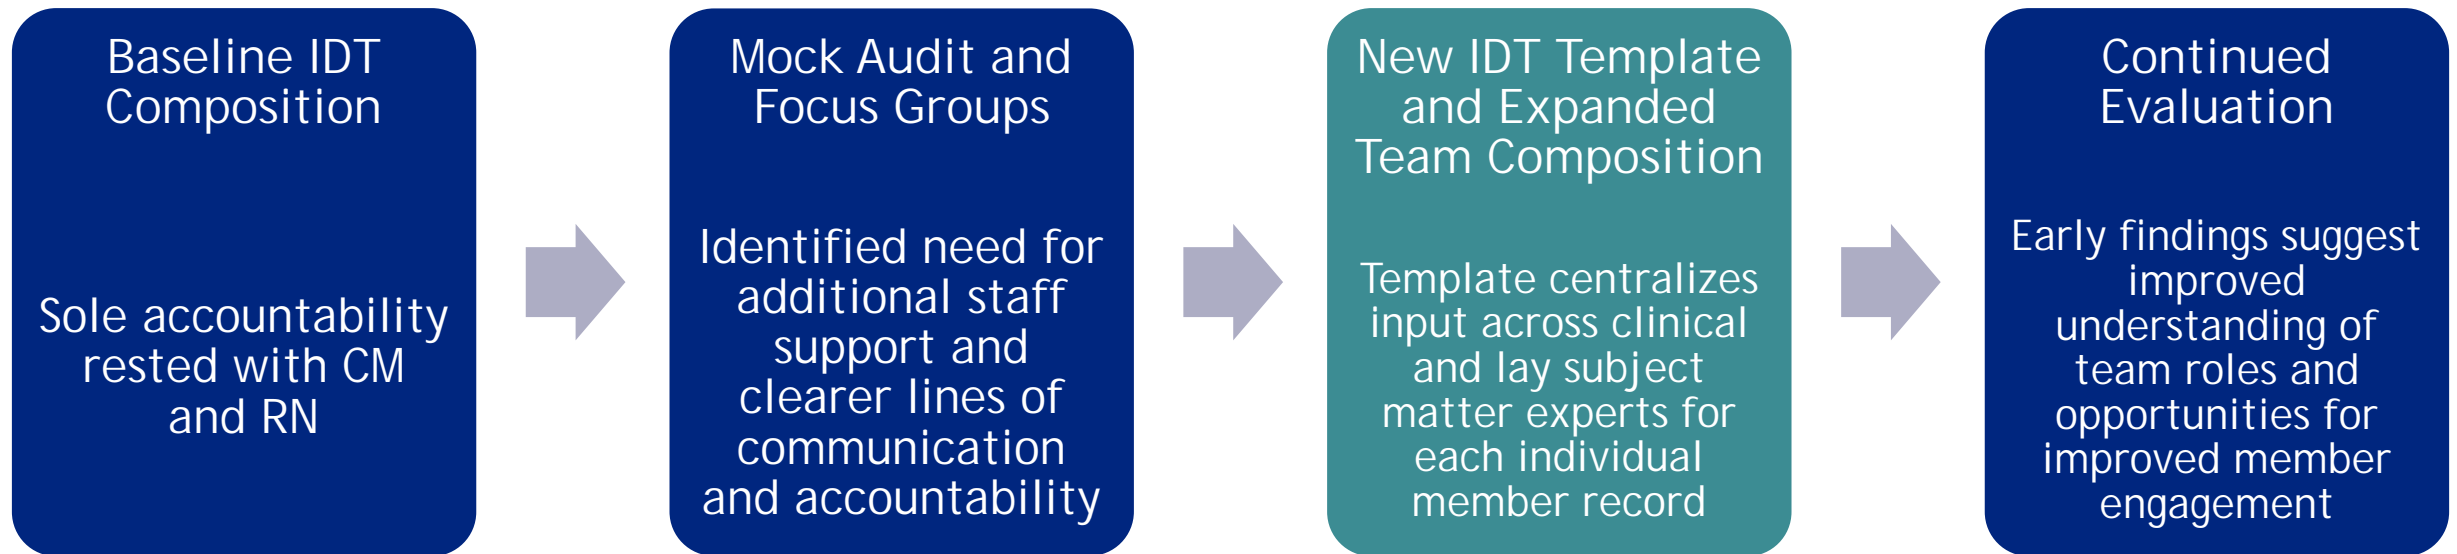 Baseline IDT
Composition
Sole accountability
rested with CM
and RN
Mock Audit and
Focus Groups
Identified need for
additional staff
support and
clearer lines of
communication
and accountability
New IDT Template
and Expanded
Team Composition
Template centralizes
input across clinical
and lay subject
matter experts for
each individual
member record
Continued
Evaluation
Early findings suggest
improved
understanding of
team roles and
opportunities for
improved member
engagement